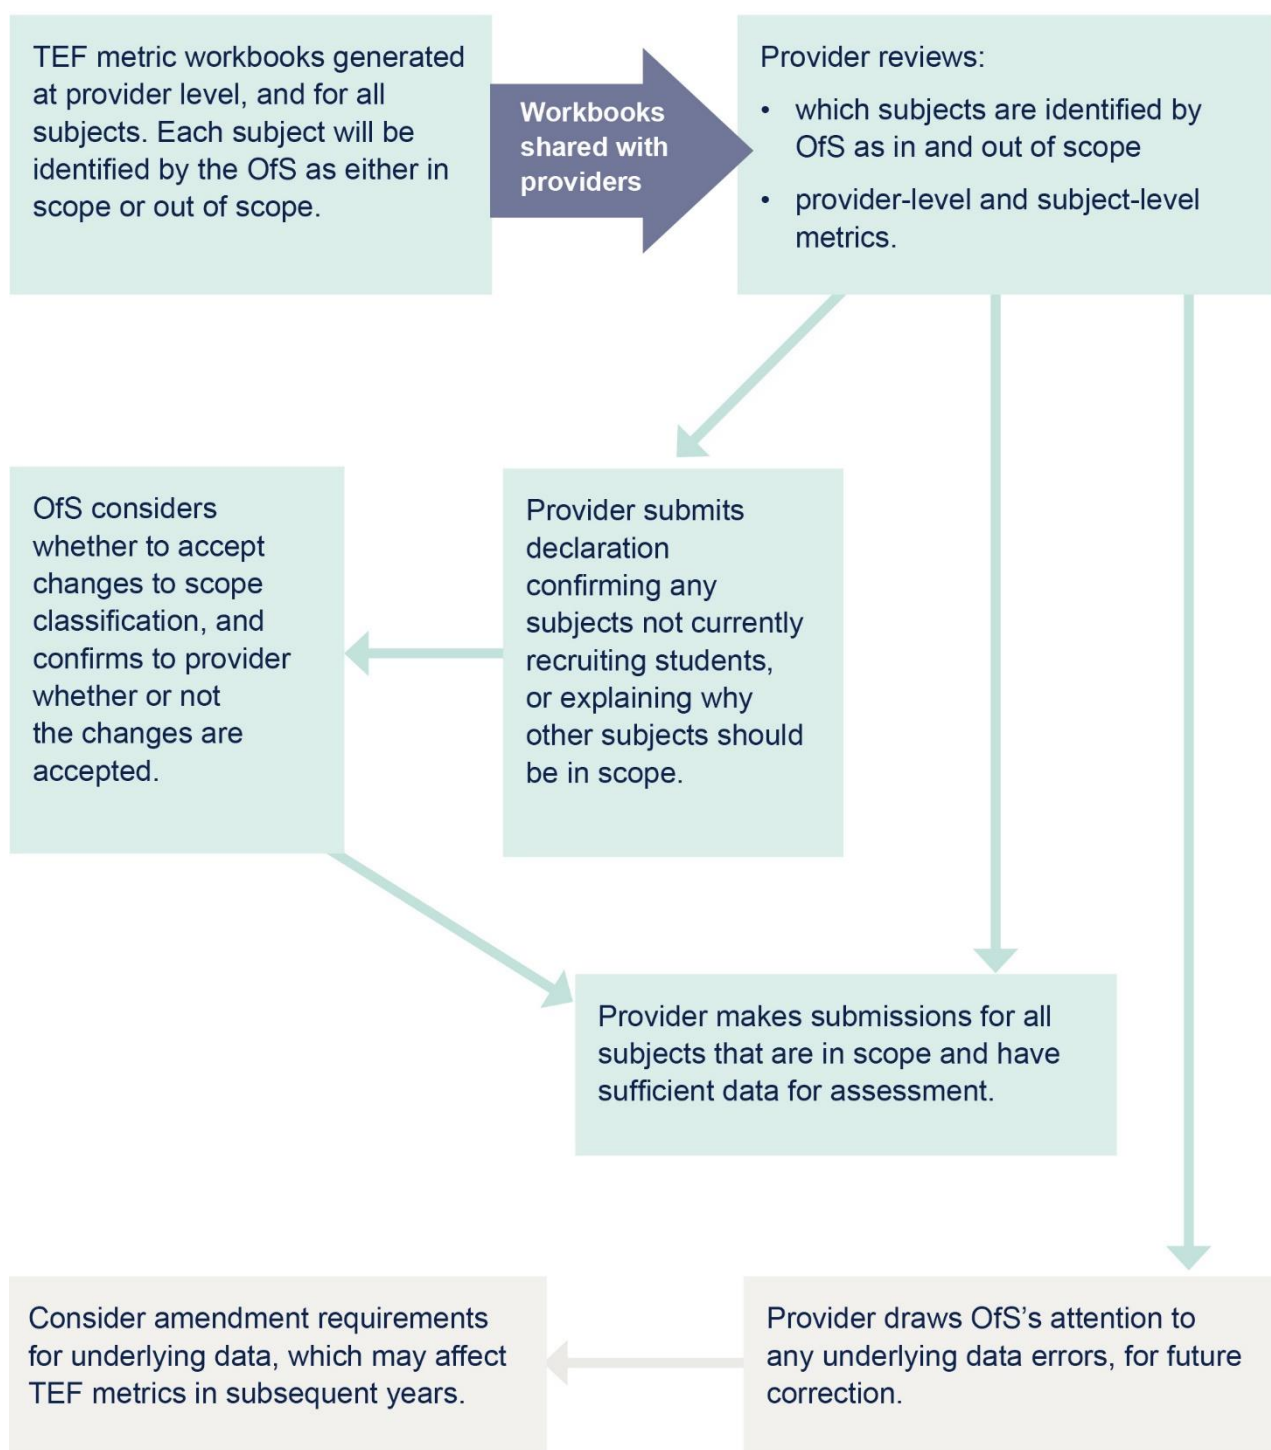 TEF metric workbooks generated
at provider level, and for all
subjects. Each subject will be
identified by the OfS as either in
scope or out of scope.
Workbooks
shared with
providers
Provider reviews:
• which subjects are identified by
OfS as in and out of scope
• provider-level and subject-level
metrics.
OfS considers
whether to accept
changes to scope
classification, and
confirms to provider
whether or not
the changes are
accepted.
Provider submits
declaration
confirming any
subjects not currently
recruiting students,
or explaining why
other subjects should
be in scope.
Provider makes submissions for all
subjects that are in scope and have
sufficient data for assessment.
Consider amendment requirements
for underlying data, which may affect
TEF metrics in subsequent years.
Provider draws OfS’s attention to
any underlying data errors, for future
correction.